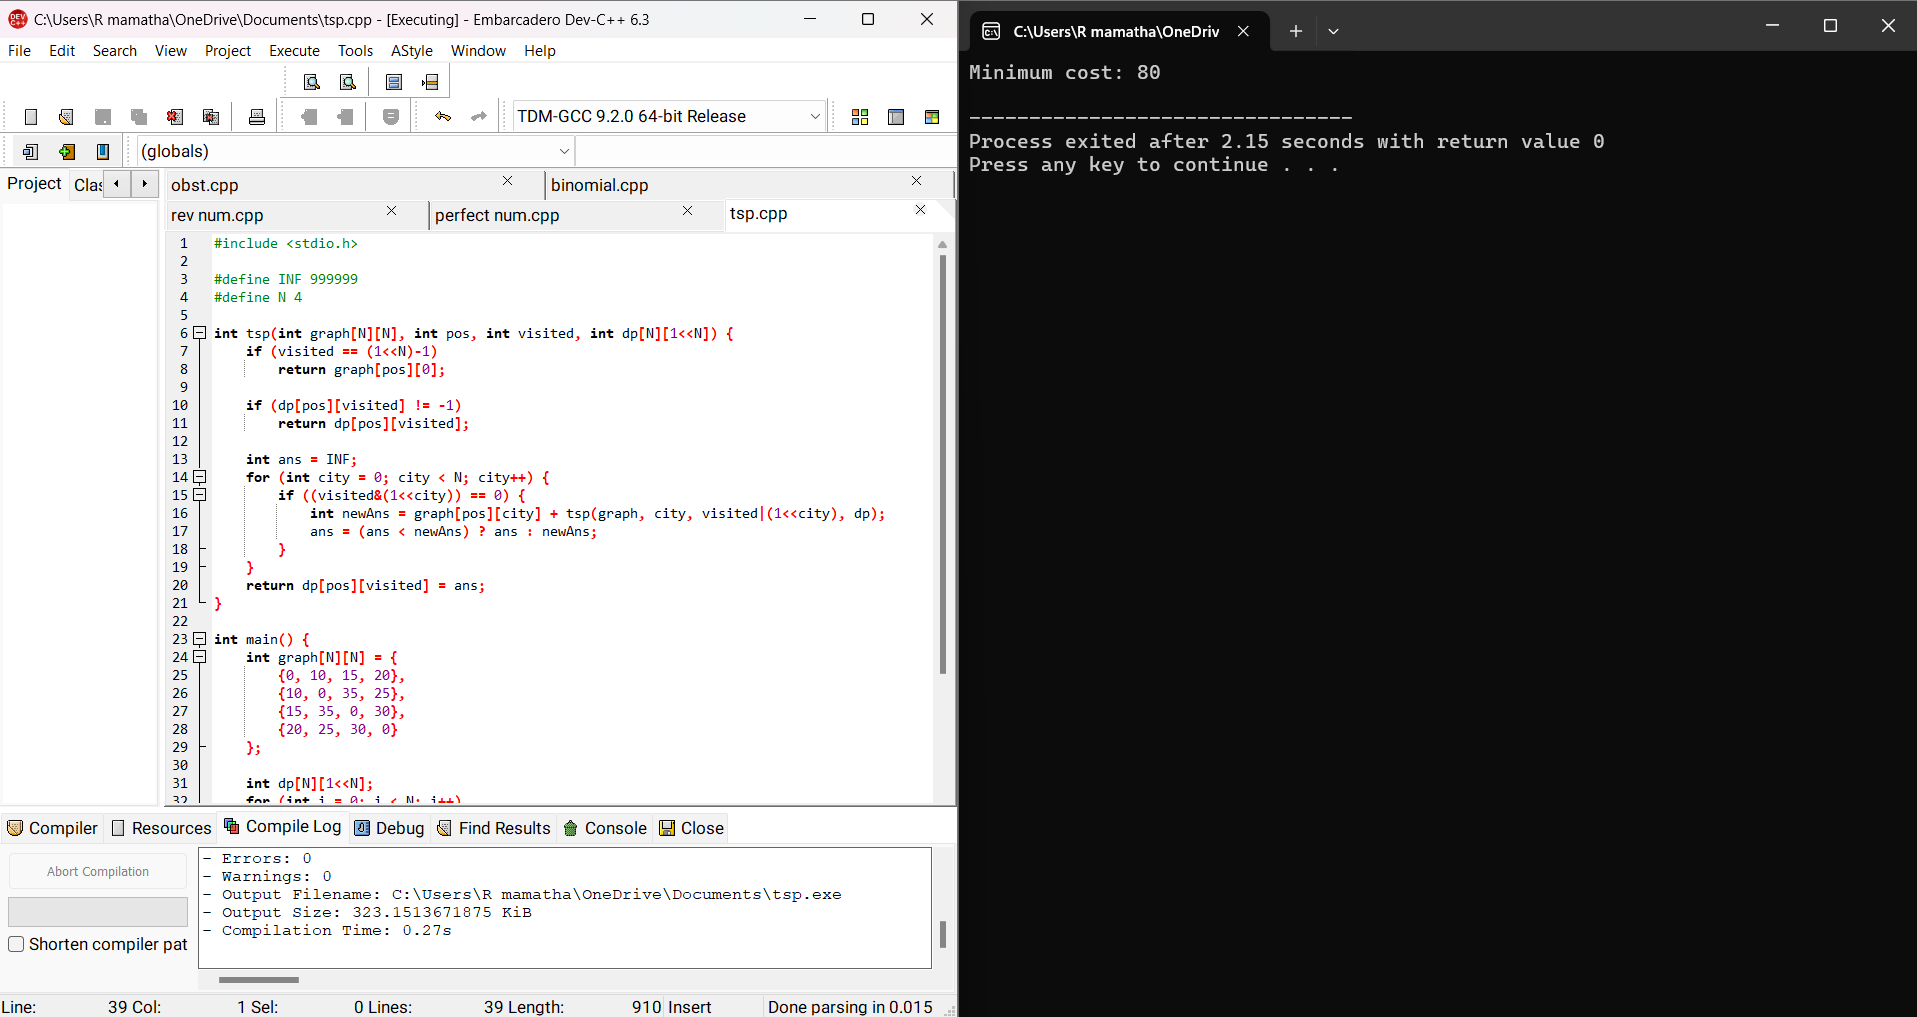 C:\Users\R mamatha\OneDrive\Documents\tsp.cpp - [Executing] - Embarcadero Dev-C++ 6.3
File Edit Search View Project Execute Tools AStyle Window Help
TDM-GCC 9.2.0 64-bit Release
(globals)
Project Clas
obst.cpp binomial.cpp
rev num.cpp perfect num.cpp tsp.cpp
1 #include <stdio.h>
2
3 #define INF 999999
4 #define N 4
5
6 int tsp(int graph[N][N], int pos, int visited, int dp[N][1<<N]) {
7 if (visited == (1<<N)-1)
8 return graph[pos][0];
9
10 if (dp[pos][visited] != -1)
11 return dp[pos][visited];
12
13 int ans = INF;
14 for (int city = 0; city < N; city++) {
15 if ((visited&(1<<city)) == 0) {
16 int newAns = graph[pos][city] + tsp(graph, city, visited|(1<<city), dp);
17 ans = (ans < newAns) ? ans : newAns;
18 }
19 }
20 return dp[pos][visited] = ans;
21 }
22
23 int main() {
24 int graph[N][N] = {
25 {0, 10, 15, 20},
26 {10, 0, 35, 25},
27 {15, 35, 0, 30},
28 {20, 25, 30, 0}
29 };
30
31 int dp[N][1<<N];
32 for (int i = 0; i < N; i++)
Compiler Resources Compile Log Debug Find Results Console Close
Abort Compilation
Shorten compiler pat
- Errors: 0
- Warnings: 0
- Output Filename: C:\Users\R mamatha\OneDrive\Documents\tsp.exe
- Output Size: 323.1513671875 KiB
- Compilation Time: 0.27s
Line: 39 Col: 1 Sel: 0 Lines: 39 Length: 910 Insert Done parsing in 0.015
C:\Users\R mamatha\OneDriv
Minimum cost: 80
--------------------------------
Process exited after 2.15 seconds with return value 0
Press any key to continue . . .